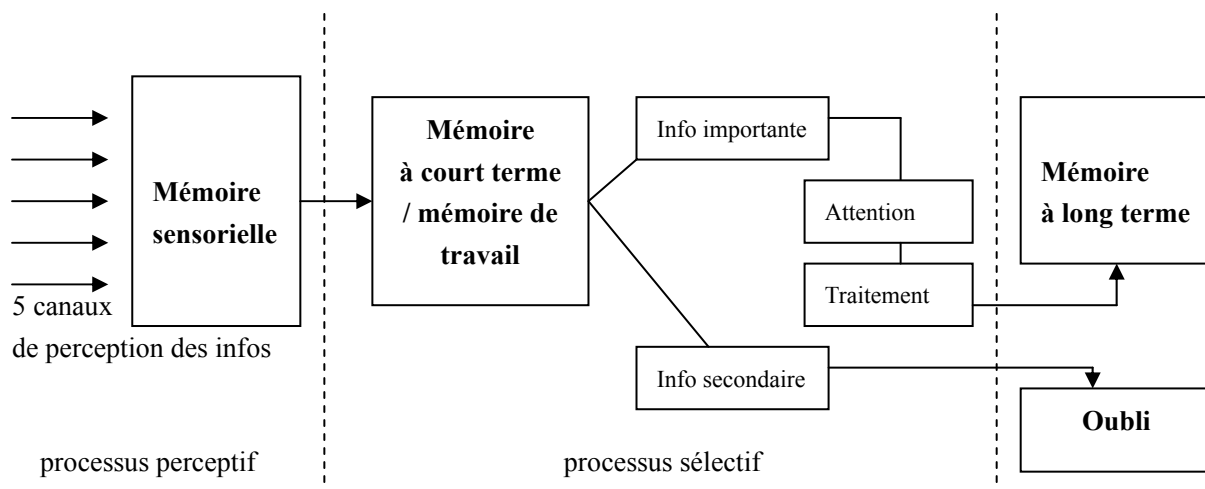 Mémoire
sensorielle
5 canaux
de perception des infos
processus perceptif
Mémoire
à court terme
/ mémoire de
travail
Info importante
Attention
Traitement
Info secondaire
processus sélectif
Mémoire
à long terme
Oubli